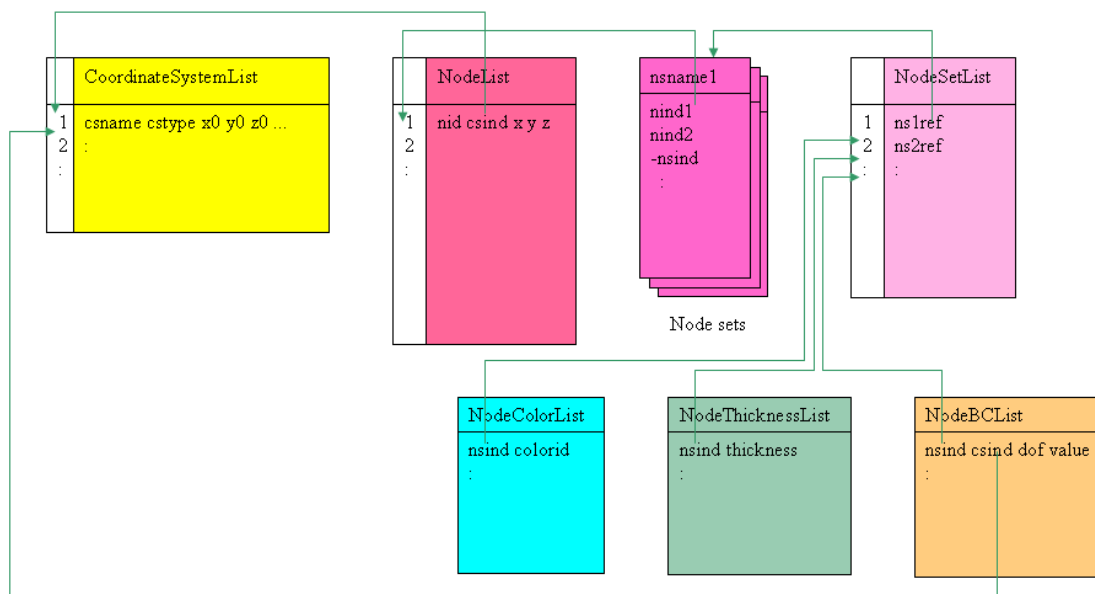 CoordinateSystemList
1 csname cstype x0 y0 z0 ...
2 :
:
NodeList
1 nid csind x y z
2
:
nsname1
nind1
nind2
-nsind
:
Node sets
NodeSetList
1 ns1ref
2 ns2ref
: :
NodeColorList
nsind colorid
:
NodeThicknessList
nsind thickness
:
NodeBCList
nsind csind dof value
: